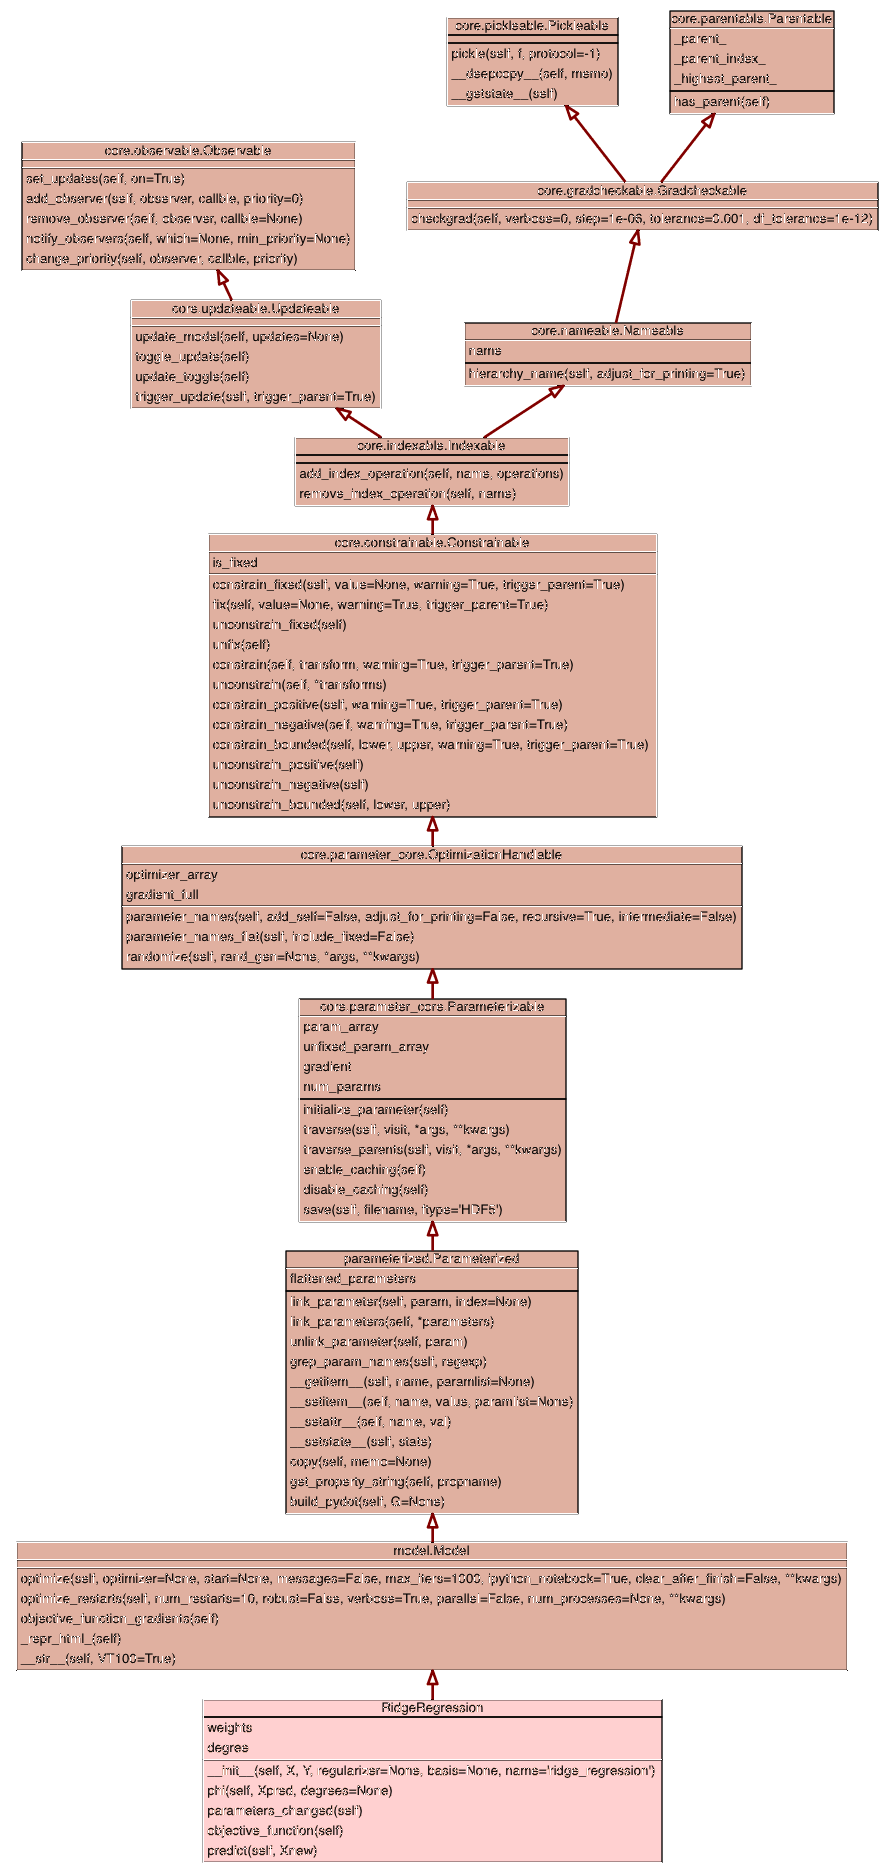 core.pickleable.Pickleable
pickle(self, f, protocol=-1)
__deepcopy__(self, memo)
__getstate__(self)
core.parentable.Parentable
_parent_
_parent_index_
_highest_parent_
has_parent(self)
core.observable.Observable
set_updates(self, on=True)
add_observer(self, observer, callble, priority=0)
remove_observer(self, observer, callble=None)
notify_observers(self, which=None, min_priority=None)
change_priority(self, observer, callble, priority)
core.gradcheckable.Gradcheckable
checkgrad(self, verbose=0, step=1e-06, tolerance=0.001, df_tolerance=1e-12)
core.updateable.Updateable
update_model(self, updates=None)
toggle_update(self)
update_toggle(self)
trigger_update(self, trigger_parent=True)
core.nameable.Nameable
name
hierarchy_name(self, adjust_for_printing=True)
core.indexable.Indexable
add_index_operation(self, name, operations)
remove_index_operation(self, name)
core.constrainable.Constrainable
is_fixed
constrain_fixed(self, value=None, warning=True, trigger_parent=True)
fix(self, value=None, warning=True, trigger_parent=True)
unconstrain_fixed(self)
unfix(self)
constrain(self, transform, warning=True, trigger_parent=True)
unconstrain(self, *transforms)
constrain_positive(self, warning=True, trigger_parent=True)
constrain_negative(self, warning=True, trigger_parent=True)
constrain_bounded(self, lower, upper, warning=True, trigger_parent=True)
unconstrain_positive(self)
unconstrain_negative(self)
unconstrain_bounded(self, lower, upper)
core.parameter_core.OptimizationHandlable
optimizer_array
gradient_full
parameter_names(self, add_self=False, adjust_for_printing=False, recursive=True, intermediate=False)
parameter_names_flat(self, include_fixed=False)
randomize(self, rand_gen=None, *args, **kwargs)
core.parameter_core.Parameterizable
param_array
unfixed_param_array
gradient
num_params
initialize_parameter(self)
traverse(self, visit, *args, **kwargs)
traverse_parents(self, visit, *args, **kwargs)
enable_caching(self)
disable_caching(self)
save(self, filename, ftype='HDF5')
parameterized.Parameterized
flattened_parameters
link_parameter(self, param, index=None)
link_parameters(self, *parameters)
unlink_parameter(self, param)
grep_param_names(self, regexp)
__getitem__(self, name, paramlist=None)
__setitem__(self, name, value, paramlist=None)
__setattr__(self, name, val)
__setstate__(self, state)
copy(self, memo=None)
get_property_string(self, propname)
build_pydot(self, G=None)
model.Model
optimize(self, optimizer=None, start=None, messages=False, max_iters=1000, ipython_notebook=True, clear_after_finish=False, **kwargs)
optimize_restarts(self, num_restarts=10, robust=False, verbose=True, parallel=False, num_processes=None, **kwargs)
objective_function_gradients(self)
_repr_html_(self)
__str__(self, VT100=True)
RidgeRegression
weights
degree
__init__(self, X, Y, regularizer=None, basis=None, name='ridge_regression')
phi(self, Xpred, degrees=None)
parameters_changed(self)
objective_function(self)
predict(self, Xnew)